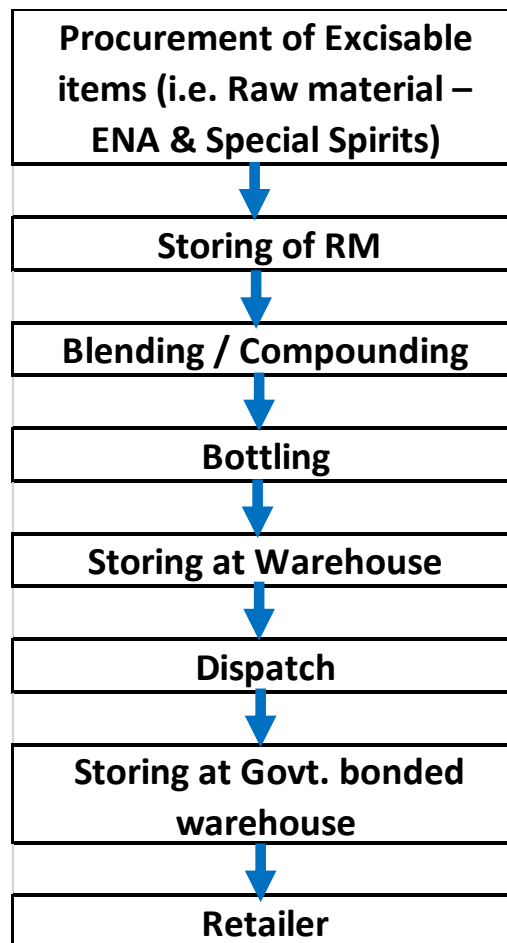 Procurement of Excisable
items (i.e. Raw material –
ENA & Special Spirits)
Storing of RM
Blending / Compounding
Bottling
Storing at Warehouse
Dispatch
Storing at Govt. bonded
warehouse
Retailer